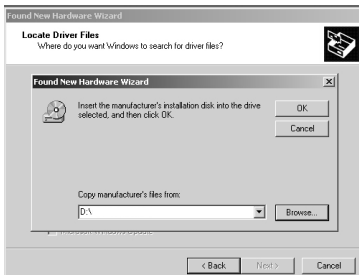 Found New Hardware Wizard
Locate Driver Files
Where do you want Windows to search for driver files?
Found New Hardware Wizard
Insert the manufacturer's installation disk into the drive
selected, and then click OK.
OK
Cancel
Copy manufacturer's files from:
D:\
Browse...
< Back
Next >
Cancel